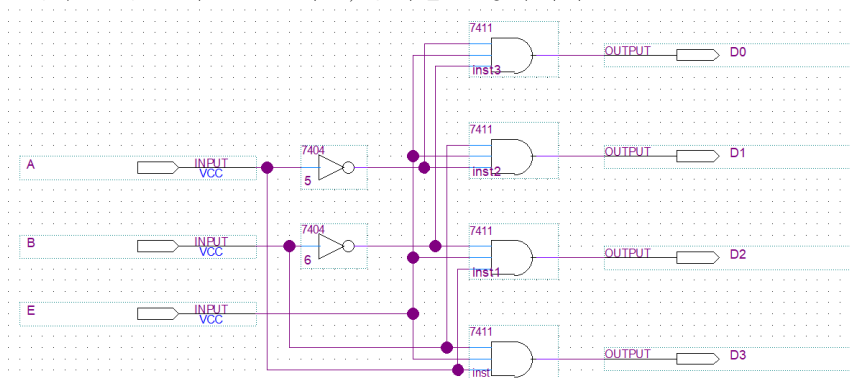 7411
OUTPUT
D0
inst3
7411
7404
OUTPUT
D1
A
INPUT
VCC
5
inst2
7404
7411
B
INPUT
VCC
6
OUTPUT
D2
inst1
E
INPUT
VCC
7411
OUTPUT
D3
inst